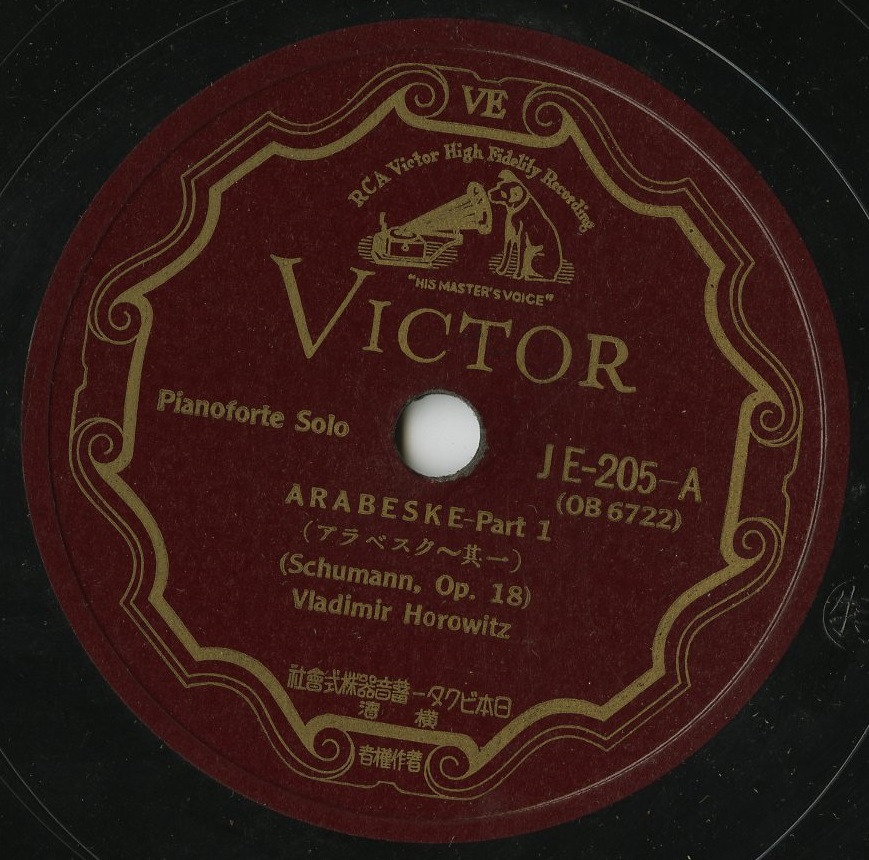 VE
RCA Victor High Fidelity Recording
"HIS MASTER'S VOICE"
VICTOR
Pianoforte Solo
JE-205-A
(OB 6722)
ARABESKE-Part 1
(アラベスク〜其一)
(Schumann, Op. 18)
Vladimir Horowitz
日本ビクター蓄音器株式會社
横濱
著作權者